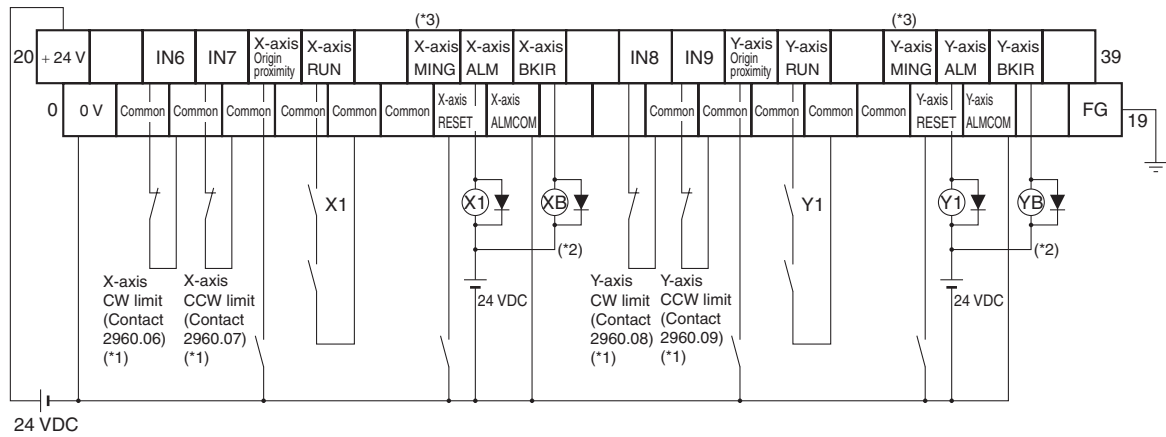 (*3) (*3)
20 + 24 V IN6 IN7 X-axis Origin proximity X-axis RUN X-axis MING X-axis ALM X-axis BKIR IN8 IN9 Y-axis Origin proximity Y-axis RUN Y-axis MING Y-axis ALM Y-axis BKIR 39
0 0 V Common Common Common Common Common Common X-axis RESET X-axis ALMCOM Common Common Common Common Common Y-axis RESET Y-axis ALMCOM FG 19
X1 X1 XB Y1 Y1 YB
(*2) (*2)
X-axis CW limit (Contact 2960.06) (*1)
X-axis CCW limit (Contact 2960.07) (*1)
24 VDC
Y-axis CW limit (Contact 2960.08) (*1)
Y-axis CCW limit (Contact 2960.09) (*1)
24 VDC
24 VDC